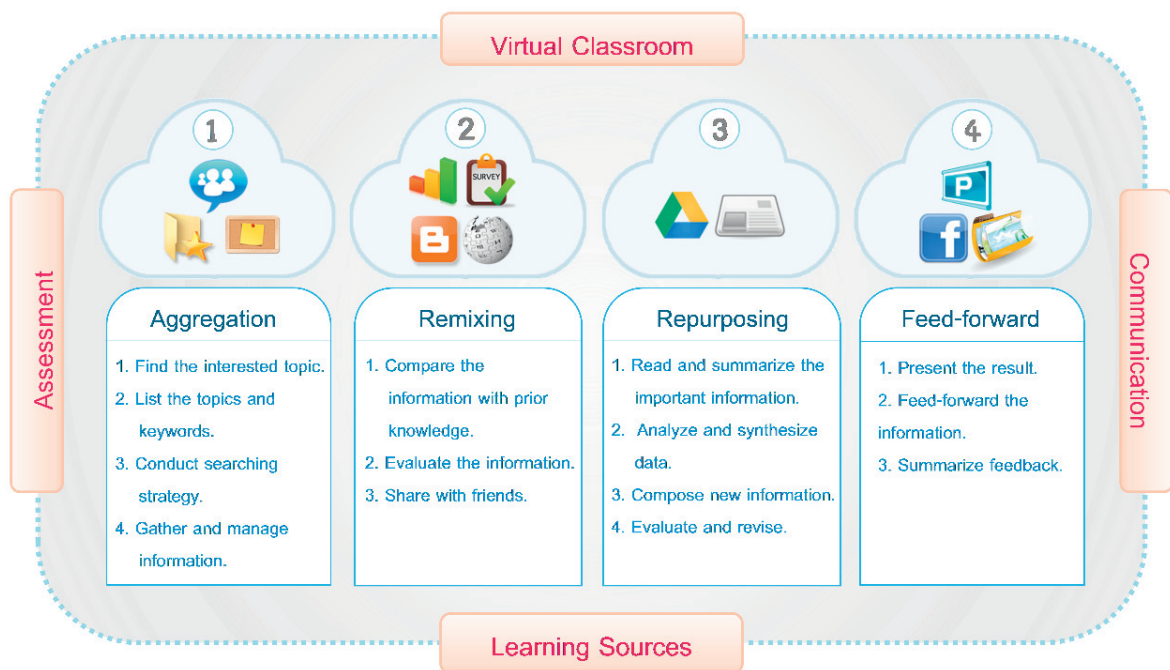 Virtual Classroom
1
2
3
4
SURVEY
P
B
f
Assessment
Communication
Aggregation
1. Find the interested topic.
2. List the topics and
keywords.
3. Conduct searching
strategy.
4. Gather and manage
information.
Remixing
1. Compare the
information with prior
knowledge.
2. Evaluate the information.
3. Share with friends.
Repurposing
1. Read and summarize the
important information.
2. Analyze and synthesize
data.
3. Compose new information.
4. Evaluate and revise.
Feed-forward
1. Present the result.
2. Feed-forward the
information.
3. Summarize feedback.
Learning Sources